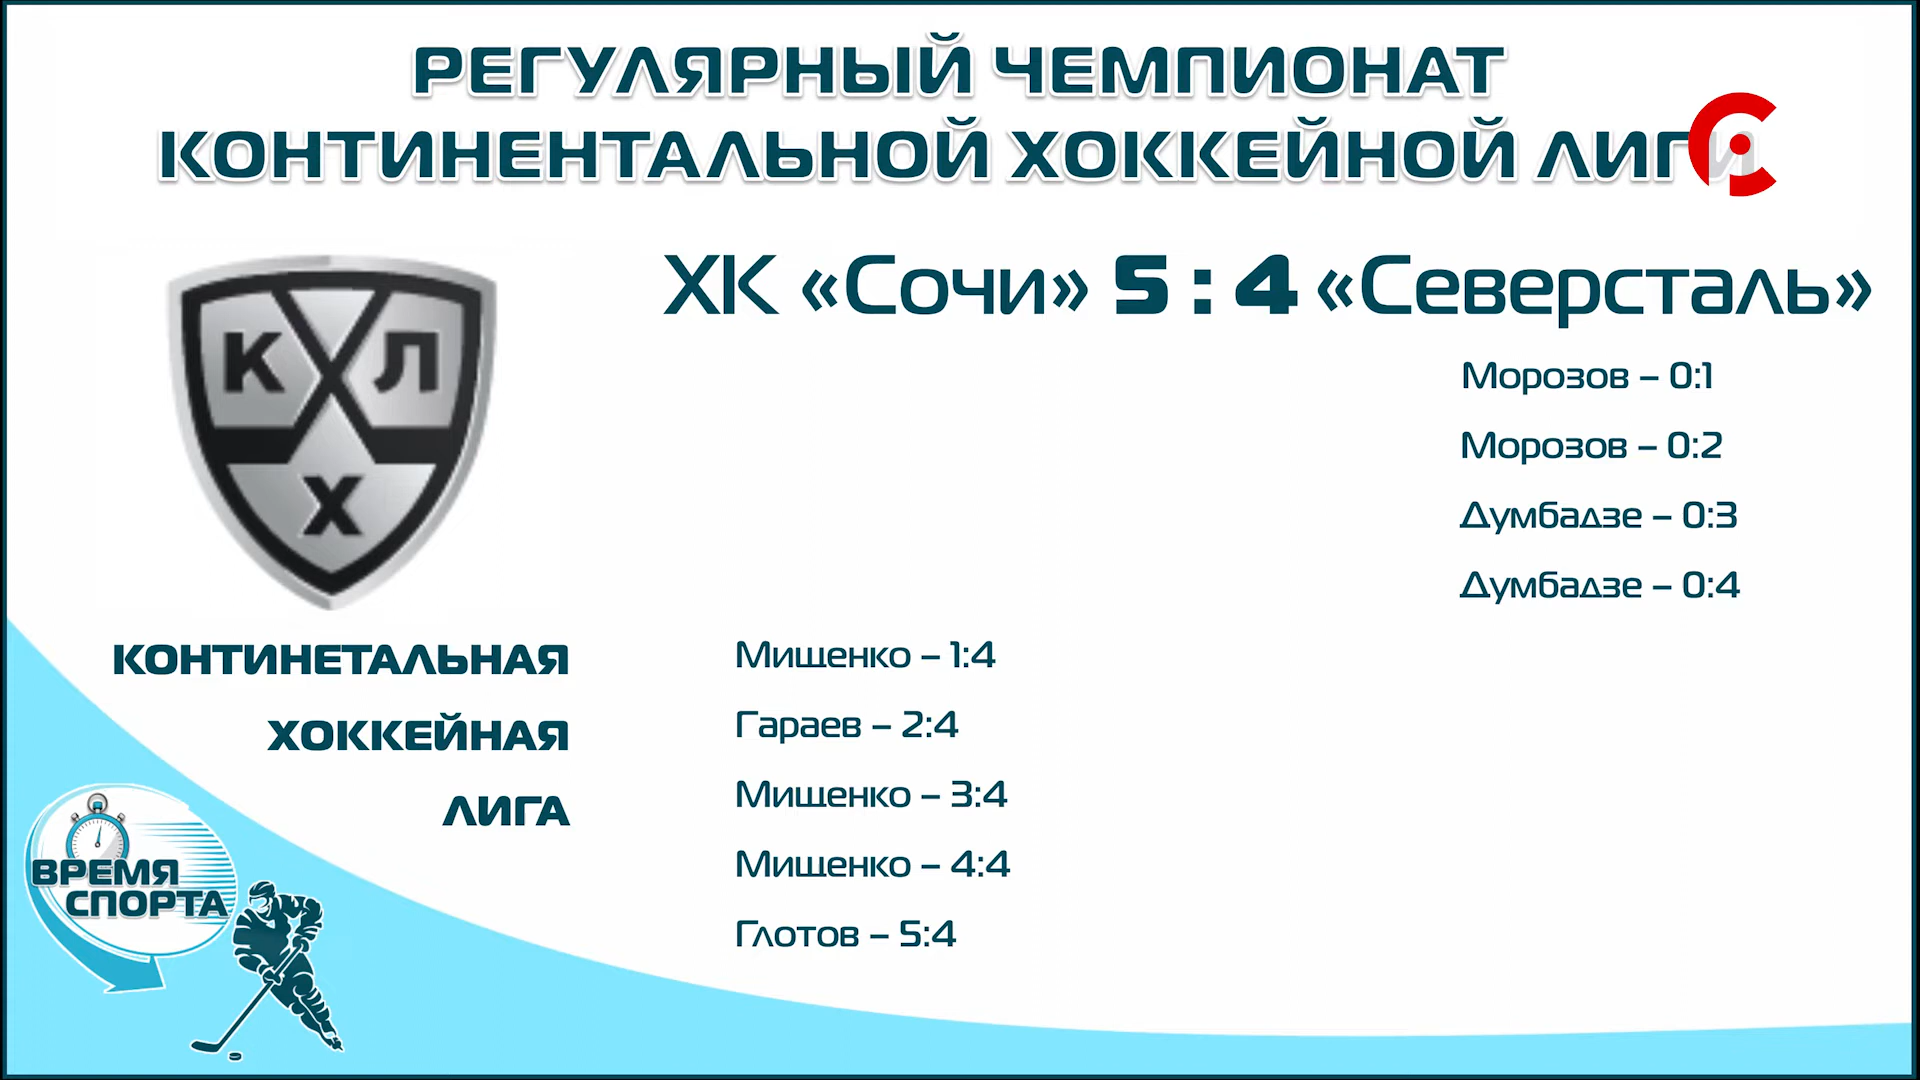 РЕГУЛЯРНЫЙ ЧЕМПИОНАТ
КОНТИНЕНТАЛЬНОЙ ХОККЕЙНОЙ ЛИГИ
ХК «Сочи» 5 : 4 «Северсталь»
К Л
Х
Морозов – 0:1
Морозов – 0:2
Думбадзе – 0:3
Думбадзе – 0:4
КОНТИНЕТАЛЬНАЯ
ХОККЕЙНАЯ
ЛИГА
Мищенко – 1:4
Гараев – 2:4
Мищенко – 3:4
Мищенко – 4:4
Глотов – 5:4
ВРЕМЯ
СПОРТА